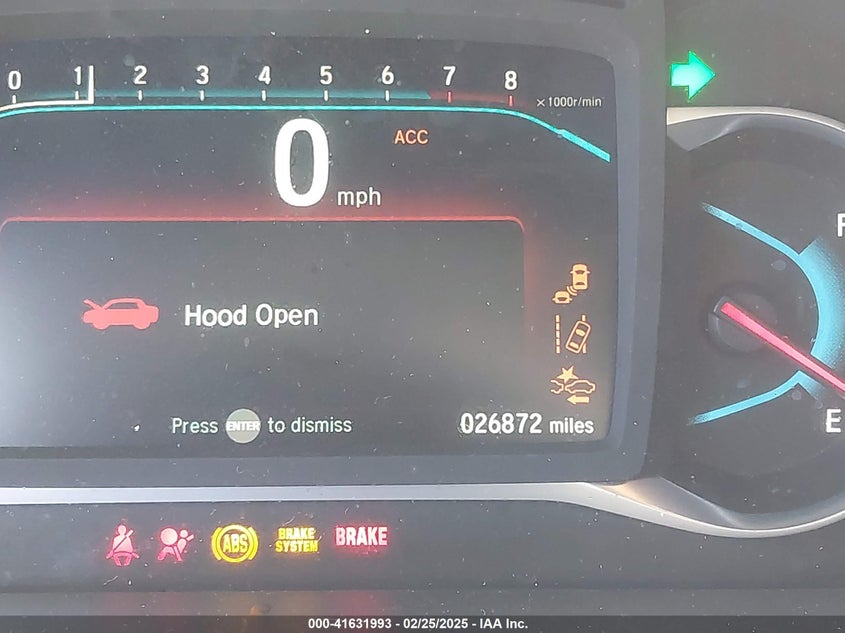 0 1 2 3 4 5 6 7 8
×1000r/min
ACC
0 mph
F
Hood Open
E
Press ENTER to dismiss
026872 miles
ABS
BRAKE
SYSTEM
BRAKE
000-41631993 - 02/25/2025 - IAA Inc.